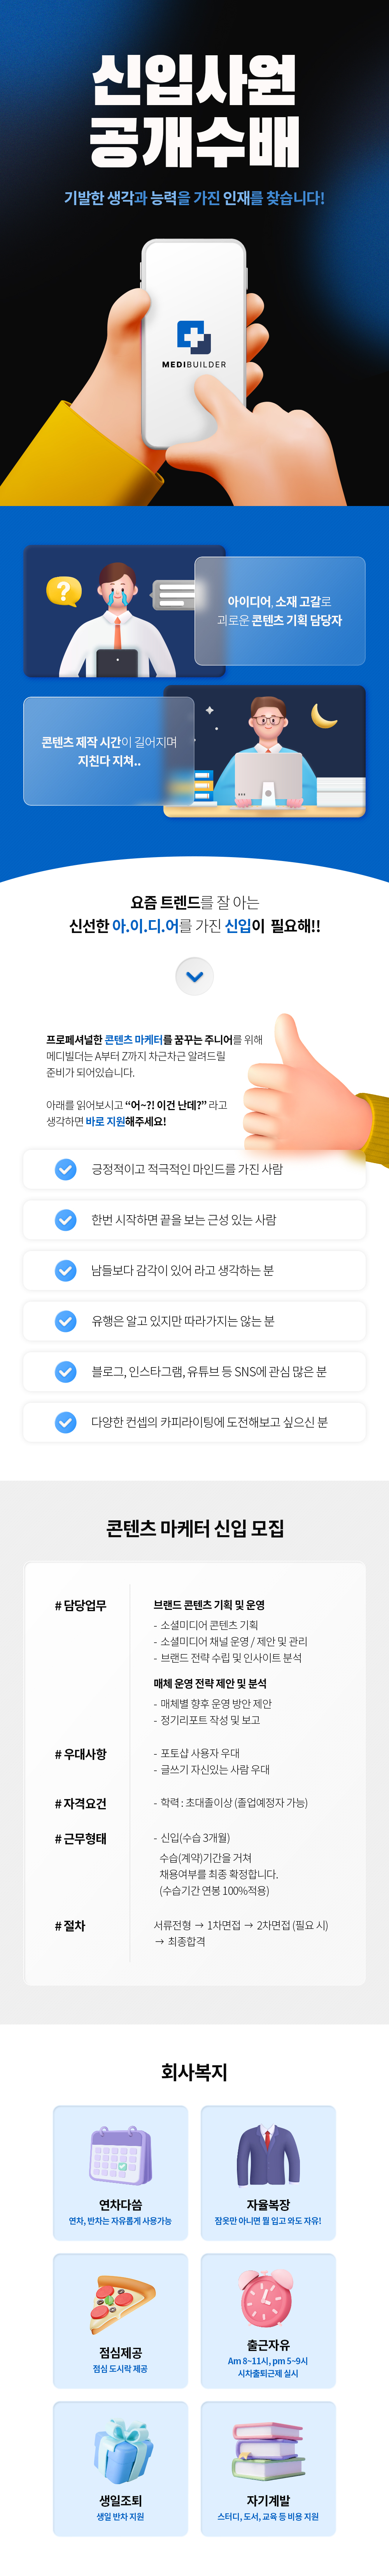 신입사원
공개수배
기발한 생각과 능력을 가진 인재를 찾습니다!
MEDIBUILDER
?
아이디어, 소재 고갈로
괴로운 콘텐츠 기획 담당자
콘텐츠 제작 시간이 길어지며
지친다 지쳐..
요즘 트렌드를 잘 아는
신선한 아.이.디.어를 가진 신입이 필요해!!
프로페셔널한 콘텐츠 마케터를 꿈꾸는 주니어를 위해
메디빌더는 A부터 Z까지 차근차근 알려드릴
준비가 되어있습니다.
아래를 읽어보시고 “어~?! 이건 난데?” 라고
생각하면 바로 지원해주세요!
긍정적이고 적극적인 마인드를 가진 사람
한번 시작하면 끝을 보는 근성 있는 사람
남들보다 감각이 있어 라고 생각하는 분
유행은 알고 있지만 따라가지는 않는 분
블로그, 인스타그램, 유튜브 등 SNS에 관심 많은 분
다양한 컨셉의 카피라이팅에 도전해보고 싶으신 분
콘텐츠 마케터 신입 모집
# 담당업무
브랜드 콘텐츠 기획 및 운영
- 소셜미디어 콘텐츠 기획
- 소셜미디어 채널 운영 / 제안 및 관리
- 브랜드 전략 수립 및 인사이트 분석
매체 운영 전략 제안 및 분석
- 매체별 향후 운영 방안 제안
- 정기리포트 작성 및 보고
# 우대사항
- 포토샵 사용자 우대
- 글쓰기 자신있는 사람 우대
# 자격요건
- 학력 : 초대졸이상 (졸업예정자 가능)
# 근무형태
- 신입(수습 3개월)
수습(계약)기간을 거쳐
채용여부를 최종 확정합니다.
(수습기간 연봉 100%적용)
# 절차
서류전형 → 1차면접 → 2차면접 (필요 시)
→ 최종합격
회사복지
연차다씀
연차, 반차는 자유롭게 사용가능
자율복장
잠옷만 아니면 뭘 입고 와도 자유!
점심제공
점심 도시락 제공
출근자유
Am 8~11시, pm 5~9시
시차출퇴근제 실시
생일조퇴
생일 반차 지원
자기계발
스터디, 도서, 교육 등 비용 지원